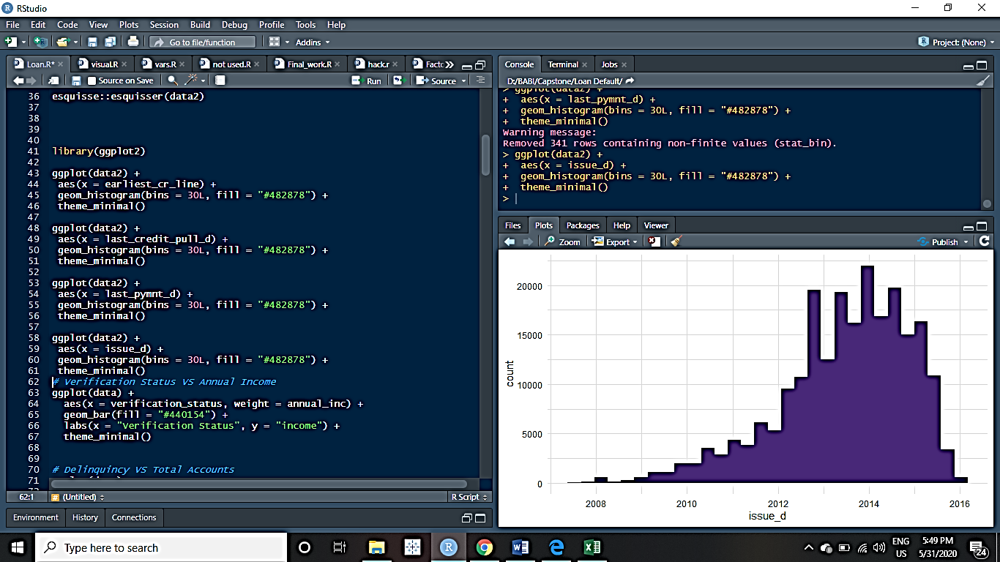 RStudio
File Edit Code View Plots Session Build Debug Profile Tools Help
Go to file/function Addins Project: (None)
Loan.R* visual.R vars.R not used.R Final_work.R hack.r Facto
Source on Save Run Source
36 esquisse::esquisser(data2)
37
38
39
40
41 library(ggplot2)
42
43 ggplot(data2) +
44 aes(x = earliest_cr_line) +
45 geom_histogram(bins = 30L, fill = "#482878") +
46 theme_minimal()
47
48 ggplot(data2) +
49 aes(x = last_credit_pull_d) +
50 geom_histogram(bins = 30L, fill = "#482878") +
51 theme_minimal()
52
53 ggplot(data2) +
54 aes(x = last_pymnt_d) +
55 geom_histogram(bins = 30L, fill = "#482878") +
56 theme_minimal()
57
58 ggplot(data2) +
59 aes(x = issue_d) +
60 geom_histogram(bins = 30L, fill = "#482878") +
61 theme_minimal()
62 # Verification Status VS Annual Income
63 ggplot(data) +
64 aes(x = verification_status, weight = annual_inc) +
65 geom_bar(fill = "#440154") +
66 labs(x = "Verification Status", y = "income") +
67 theme_minimal()
68
69
70 # Delinquincy VS Total Accounts
71
62:1 # (Untitled) R Script
Environment History Connections
Console Terminal Jobs
D:/BABI/Capstone/Loan Default/
> ggplot(data2) +
+ aes(x = last_pymnt_d) +
+ geom_histogram(bins = 30L, fill = "#482878") +
+ theme_minimal()
Warning message:
Removed 341 rows containing non-finite values (stat_bin).
> ggplot(data2) +
+ aes(x = issue_d) +
+ geom_histogram(bins = 30L, fill = "#482878") +
+ theme_minimal()
>
Files Plots Packages Help Viewer
Zoom Export Publish
20000
15000
10000
5000
0
count
2008 2010 2012 2014 2016
issue_d
Type here to search
ENG
US
5:49 PM
5/31/2020
24